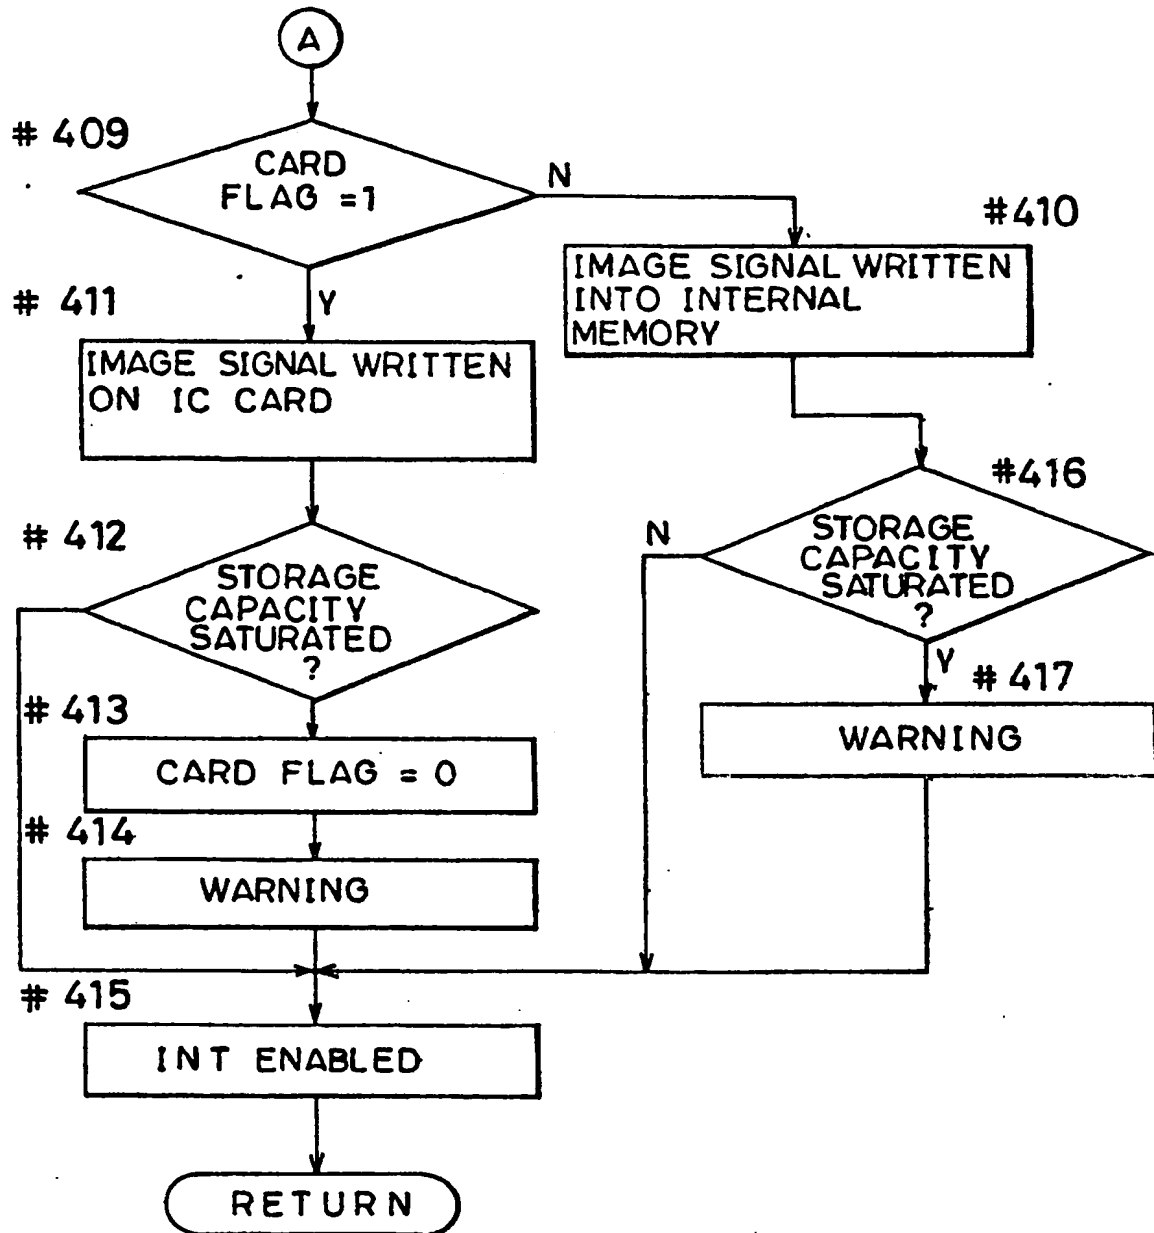 A
# 409
CARD
FLAG =1
N
#410
IMAGE SIGNAL WRITTEN
INTO INTERNAL
MEMORY
# 411
Y
IMAGE SIGNAL WRITTEN
ON IC CARD
#416
N
STORAGE
CAPACITY
SATURATED
?
Y
# 412
STORAGE
CAPACITY
SATURATED
?
# 417
WARNING
# 413
CARD FLAG = 0
# 414
WARNING
# 415
INT ENABLED
RETURN